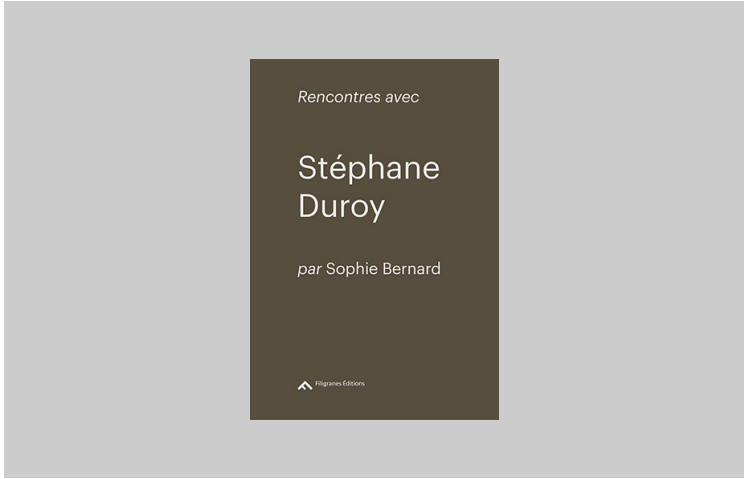 Rencontres avec
Stéphane
Duroy
par Sophie Bernard
Filigranes Éditions